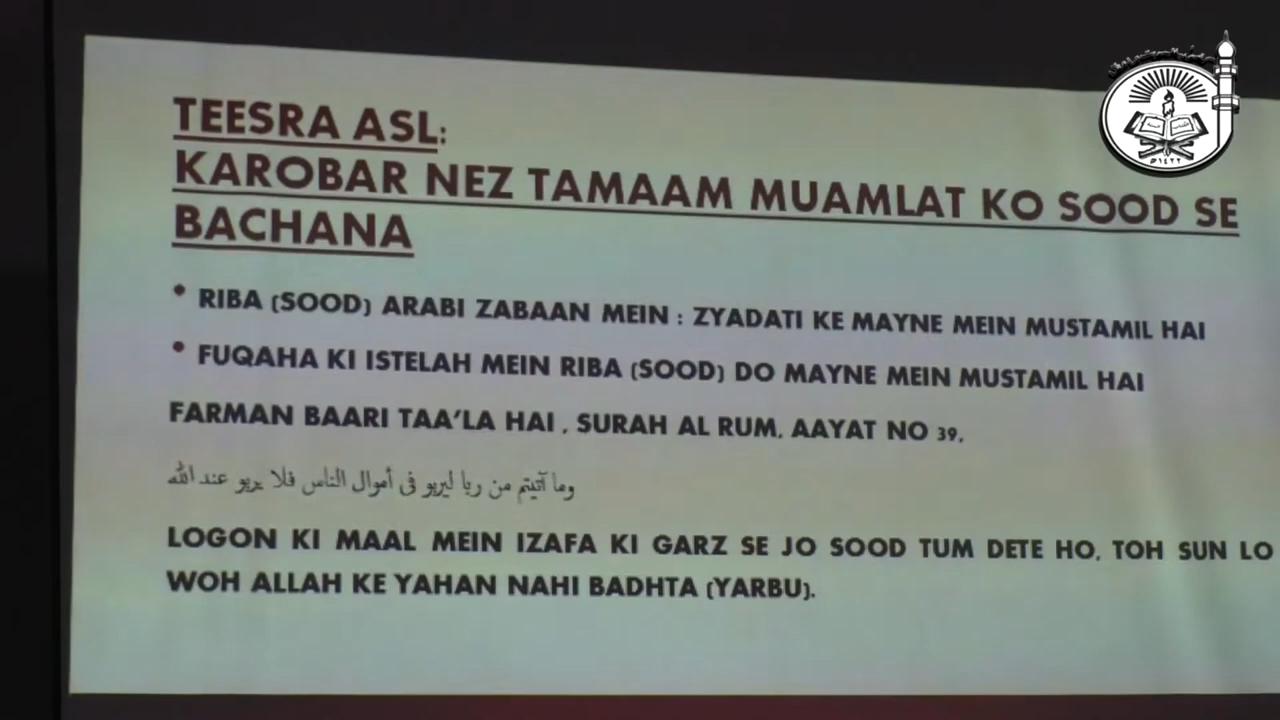 TEESRA ASL:
KAROBAR NEZ TAMAAM MUAMLAT KO SOOD SE
BACHANA
• RIBA (SOOD) ARABI ZABAAN MEIN : ZYADATI KE MAYNE MEIN MUSTAMIL HAI
• FUQAHA KI ISTELAH MEIN RIBA (SOOD) DO MAYNE MEIN MUSTAMIL HAI
FARMAN BAARI TAA’LA HAI , SURAH AL RUM, AAYAT NO 39,
وما آتيتم من ربا ليربو فى أموال الناس فلا يربو عند الله
LOGON KI MAAL MEIN IZAFA KI GARZ SE JO SOOD TUM DETE HO, TOH SUN LO
WOH ALLAH KE YAHAN NAHI BADHTA (YARBU).